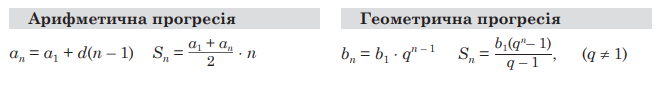 Арифметична прогресія
Геометрична прогресія
aₙ = a₁ + d(n – 1) Sₙ = (a₁ + aₙ)/2 · n
bₙ = b₁ · qⁿ ⁻ ¹ Sₙ = b₁(qⁿ – 1)/(q – 1), (q ≠ 1)